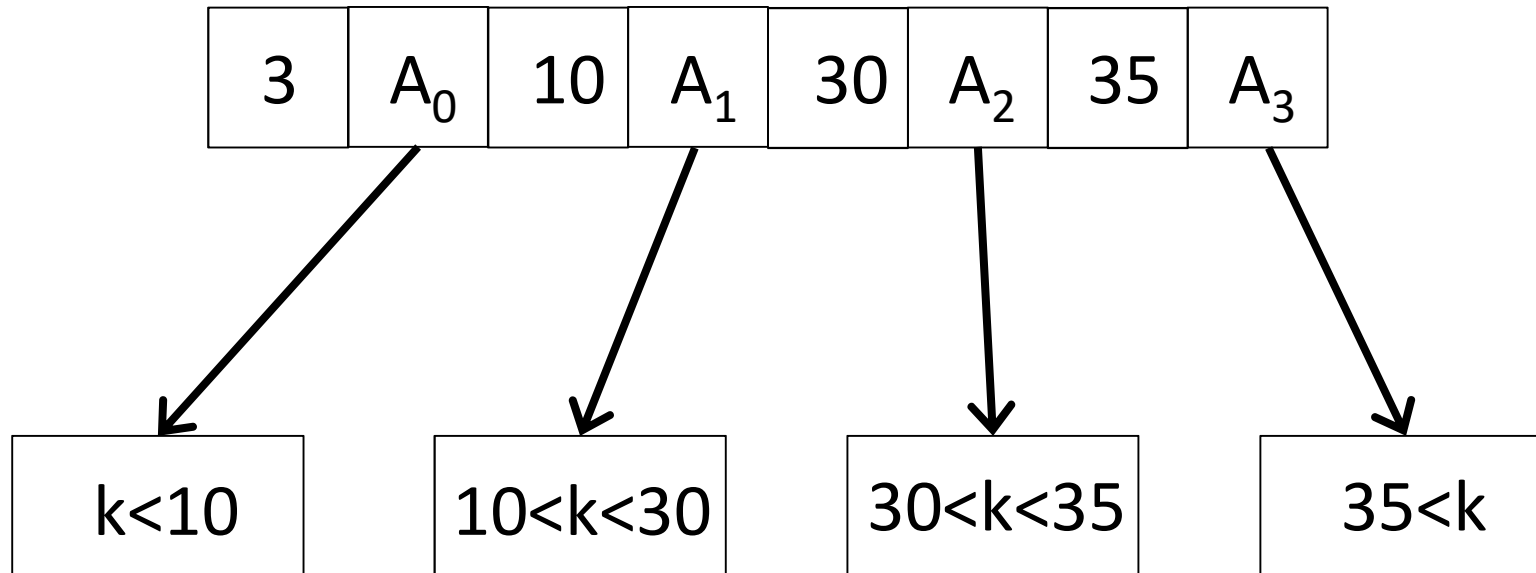 3 A₀ 10 A₁ 30 A₂ 35 A₃
k<10 10<k<30 30<k<35 35<k